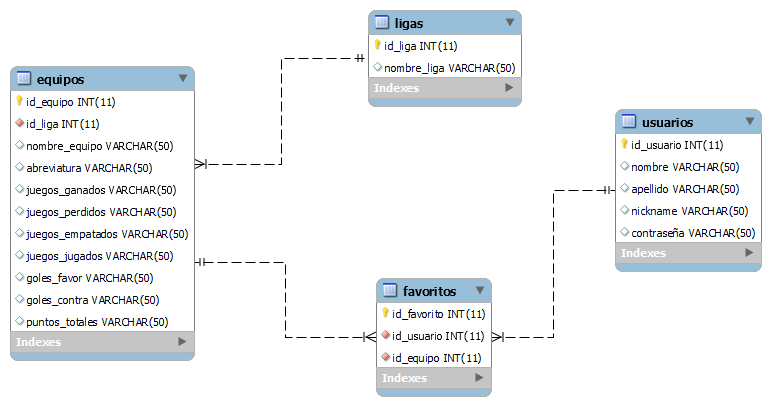 ligas
id_liga INT(11)
nombre_liga VARCHAR(50)
Indexes
equipos
id_equipo INT(11)
id_liga INT(11)
nombre_equipo VARCHAR(50)
abreviatura VARCHAR(50)
juegos_ganados VARCHAR(50)
juegos_perdidos VARCHAR(50)
juegos_empatados VARCHAR(50)
juegos_jugados VARCHAR(50)
goles_favor VARCHAR(50)
goles_contra VARCHAR(50)
puntos_totales VARCHAR(50)
Indexes
usuarios
id_usuario INT(11)
nombre VARCHAR(50)
apellido VARCHAR(50)
nickname VARCHAR(50)
contraseña VARCHAR(50)
Indexes
favoritos
id_favorito INT(11)
id_usuario INT(11)
id_equipo INT(11)
Indexes